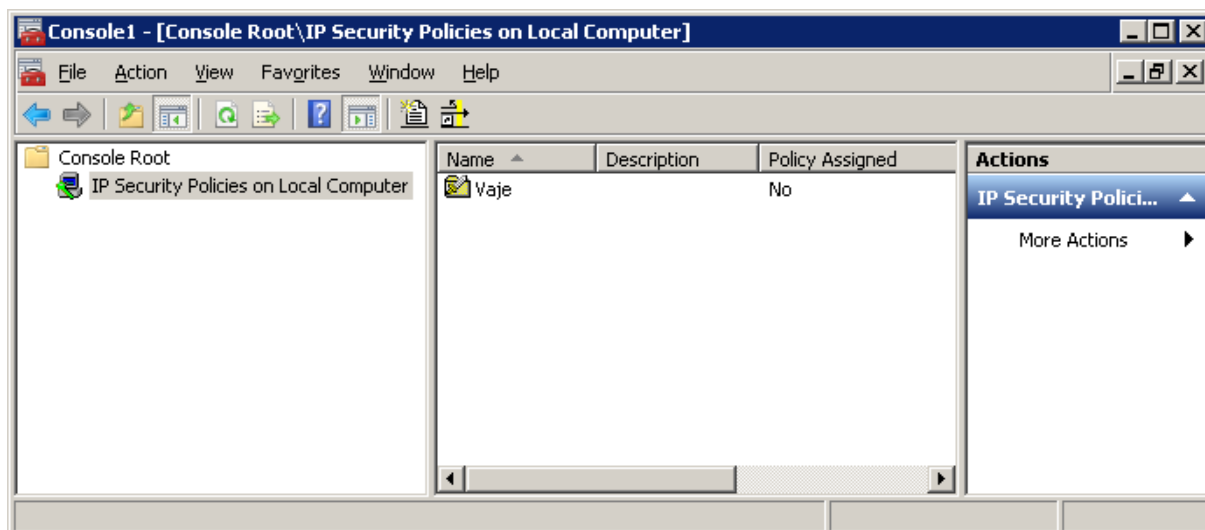 Console1 - [Console Root\IP Security Policies on Local Computer]
File Action View Favorites Window Help
Console Root
IP Security Policies on Local Computer
Name Description Policy Assigned
Vaje No
Actions
IP Security Polici...
More Actions